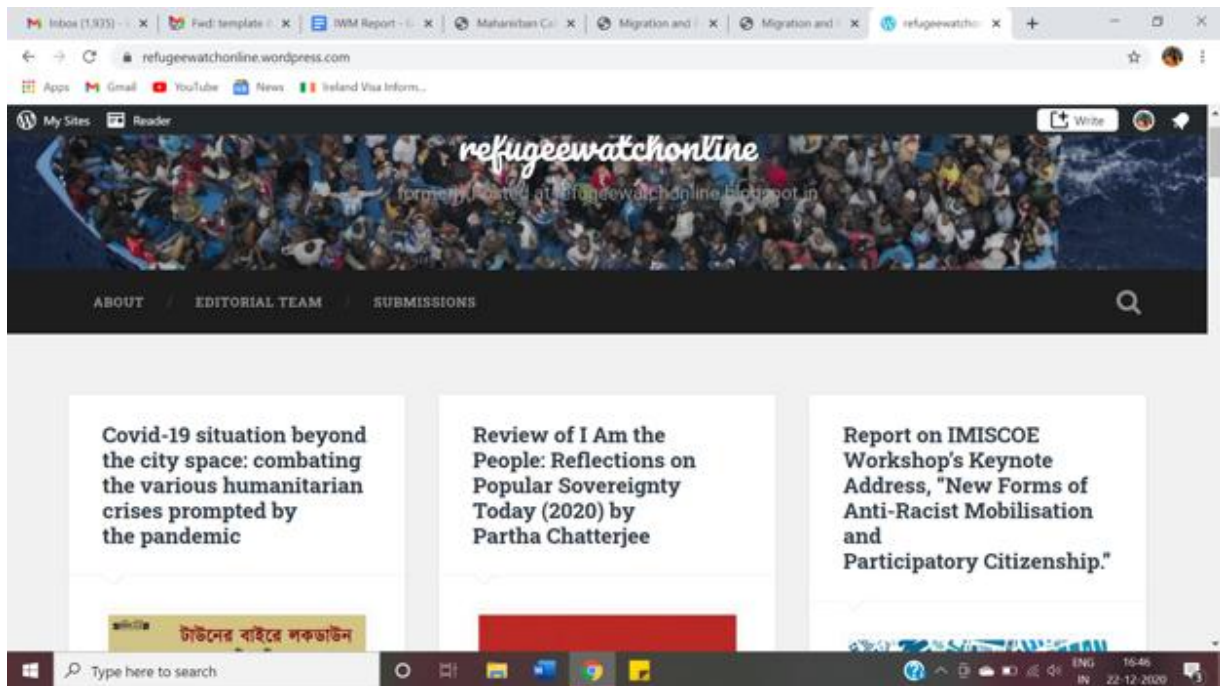 Inbox (1,935) -
Fwd: template
IWM Report -
Mahanirban Cal
Migration and
Migration and
refugeewatchon
refugeewatchonline.wordpress.com
Apps Gmail YouTube News Ireland Visa Inform...
My Sites Reader Write
refugeewatchonline
formerly hosted at refugeewatchonline.blogspot.in
ABOUT / EDITORIAL TEAM / SUBMISSIONS
Covid-19 situation beyond
the city space: combating
the various humanitarian
crises prompted by
the pandemic
Review of I Am the
People: Reflections on
Popular Sovereignty
Today (2020) by
Partha Chatterjee
Report on IMISCOE
Workshop's Keynote
Address, "New Forms of
Anti-Racist Mobilisation
and
Participatory Citizenship."
টাউনের বাইরে লকডাউন
Type here to search
ENG
IN
16:46
22-12-2020